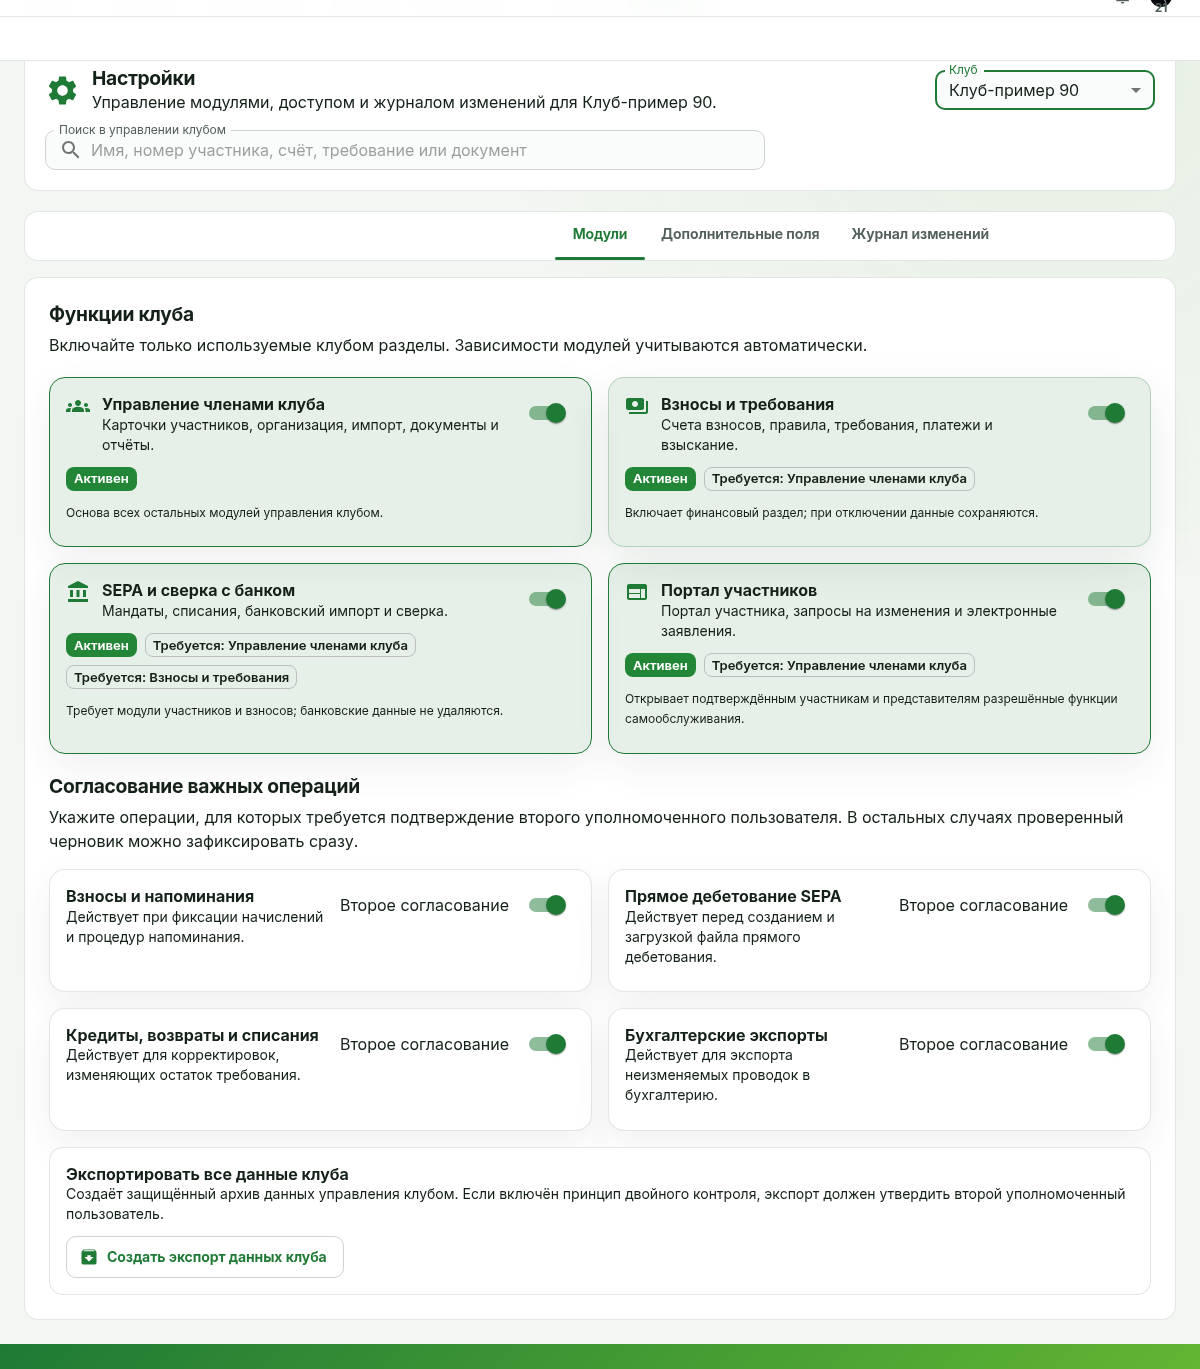 21
Настройки
Управление модулями, доступом и журналом изменений для Клуб-пример 90.
Клуб
Клуб-пример 90
Поиск в управлении клубом
Имя, номер участника, счёт, требование или документ
Модули
Дополнительные поля
Журнал изменений
Функции клуба
Включайте только используемые клубом разделы. Зависимости модулей учитываются автоматически.
Управление членами клуба
Карточки участников, организация, импорт, документы и
отчёты.
Активен
Основа всех остальных модулей управления клубом.
Взносы и требования
Счета взносов, правила, требования, платежи и
взыскание.
Активен
Требуется: Управление членами клуба
Включает финансовый раздел; при отключении данные сохраняются.
SEPA и сверка с банком
Мандаты, списания, банковский импорт и сверка.
Активен
Требуется: Управление членами клуба
Требуется: Взносы и требования
Требует модули участников и взносов; банковские данные не удаляются.
Портал участников
Портал участника, запросы на изменения и электронные
заявления.
Активен
Требуется: Управление членами клуба
Открывает подтверждённым участникам и представителям разрешённые функции
самообслуживания.
Согласование важных операций
Укажите операции, для которых требуется подтверждение второго уполномоченного пользователя. В остальных случаях проверенный
черновик можно зафиксировать сразу.
Взносы и напоминания
Действует при фиксации начислений
и процедур напоминания.
Второе согласование
Прямое дебетование SEPA
Действует перед созданием и
загрузкой файла прямого
дебетования.
Второе согласование
Кредиты, возвраты и списания
Действует для корректировок,
изменяющих остаток требования.
Второе согласование
Бухгалтерские экспорты
Действует для экспорта
неизменяемых проводок в
бухгалтерию.
Второе согласование
Экспортировать все данные клуба
Создаёт защищённый архив данных управления клубом. Если включён принцип двойного контроля, экспорт должен утвердить второй уполномоченный
пользователь.
Создать экспорт данных клуба